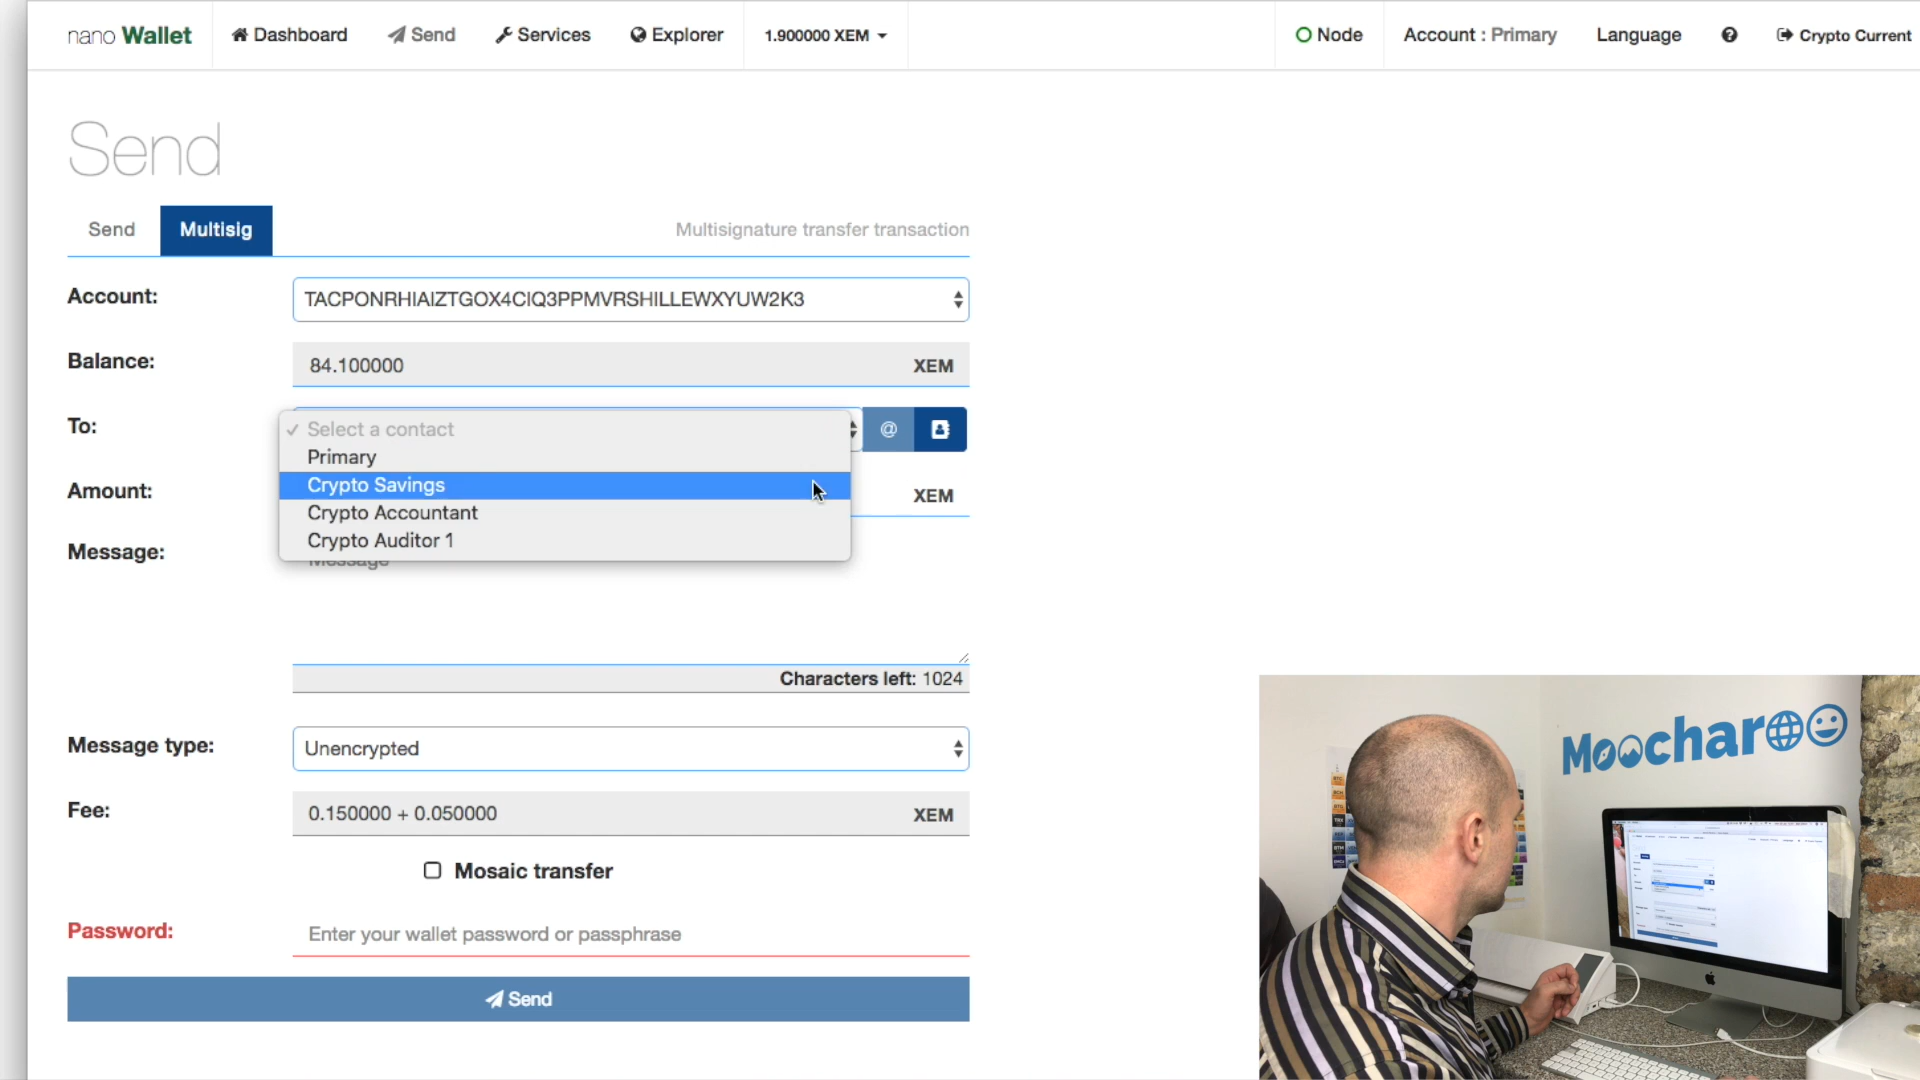 nano Wallet
Dashboard
Send
Services
Explorer
1.900000 XEM
Node
Account : Primary
Language
Crypto Current
Send
Send
Multisig
Multisignature transfer transaction
Account:
TACPONRHIAIZTGOX4CIQ3PPMVRSHILLEWXYUW2K3
Balance:
84.100000
XEM
To:
✓ Select a contact
@
Primary
Crypto Savings
Crypto Accountant
Crypto Auditor 1
Amount:
XEM
Message:
Message
Characters left: 1024
Message type:
Unencrypted
Fee:
0.150000 + 0.050000
XEM
Mosaic transfer
Password:
Enter your wallet password or passphrase
Send
Moocharoo